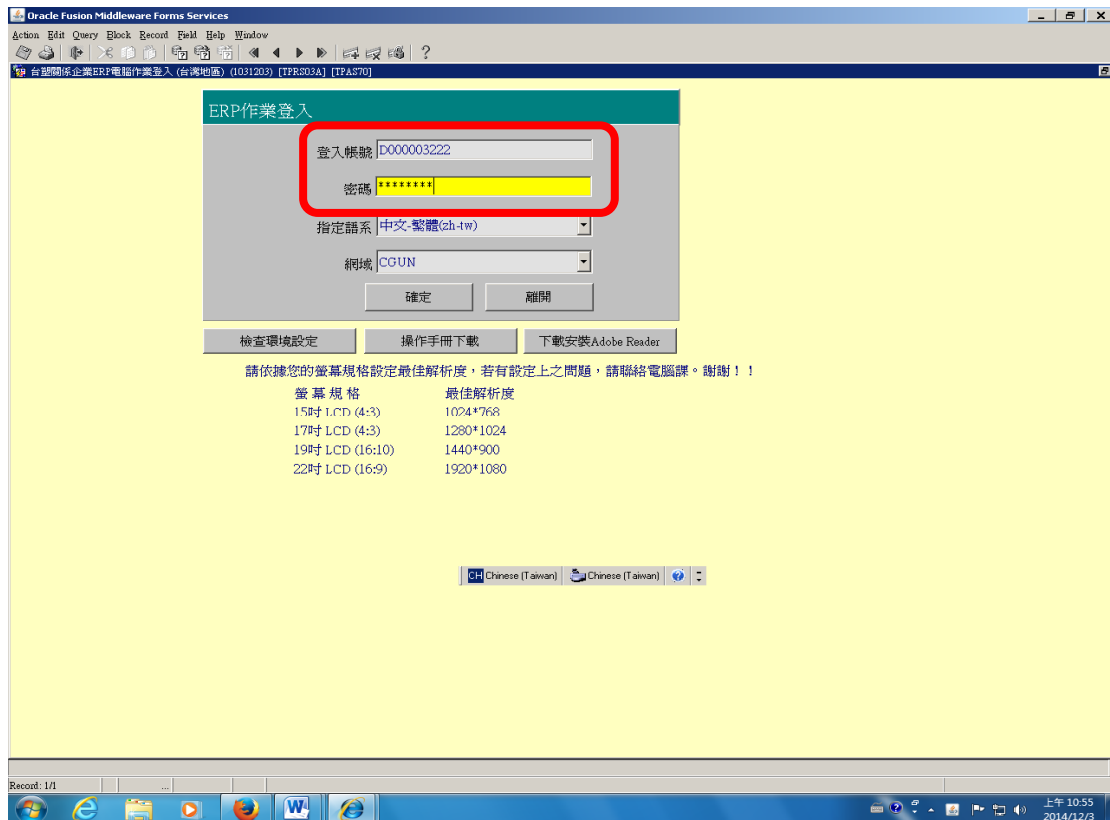 Oracle Fusion Middleware Forms Services
Action Edit Query Block Record Field Help Window
台塑關係企業ERP電腦作業登入 (台灣地區) (1031203) [TPRS03A] [TPAS70]
ERP作業登入
登入帳號 D000003222
密碼 ********
指定語系 中文-繁體(zh-tw)
網域 CGUN
確定 離開
檢查環境設定 操作手冊下載 下載安裝Adobe Reader
請依據您的螢幕規格設定最佳解析度，若有設定上之問題，請聯絡電腦課。謝謝！！
螢 幕 規 格 最佳解析度
15吋 LCD (4:3) 1024*768
17吋 LCD (4:3) 1280*1024
19吋 LCD (16:10) 1440*900
22吋 LCD (16:9) 1920*1080
CH Chinese (Taiwan) Chinese (Taiwan)
Record: 1/1 ...
上午 10:55
2014/12/3